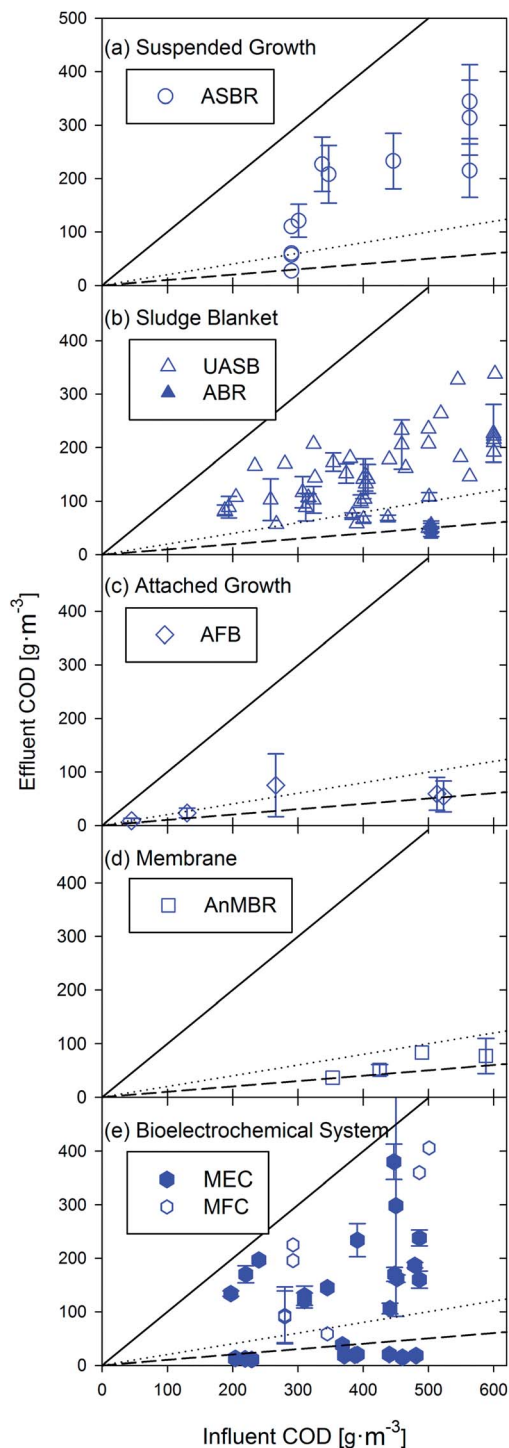 500
(a) Suspended Growth
ASBR
400
300
200
100
0
(b) Sludge Blanket
UASB
ABR
400
300
200
100
0
(c) Attached Growth
AFB
400
300
200
100
0
(d) Membrane
AnMBR
400
300
200
100
0
(e) Bioelectrochemical System
MEC
MFC
400
300
200
100
0
0 100 200 300 400 500 600
Effluent COD [g·m⁻³]
Influent COD [g·m⁻³]